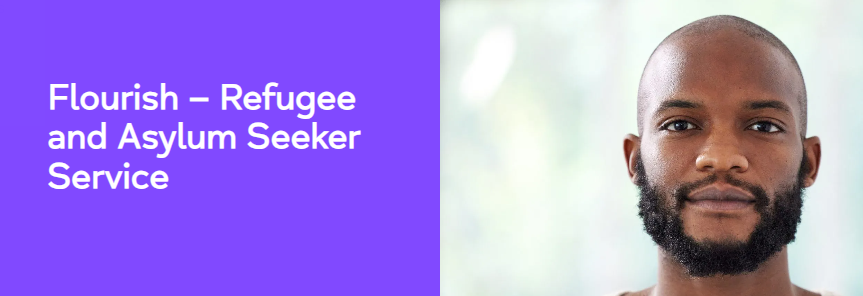 Flourish – Refugee
and Asylum Seeker
Service